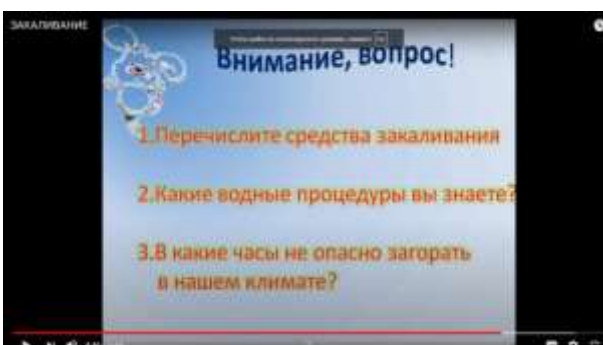 ЗАКАЛИВАНИЕ
Внимание, вопрос!
1.Перечислите средства закаливания
2.Какие водные процедуры вы знаете?
3.В какие часы не опасно загорать
в нашем климате?